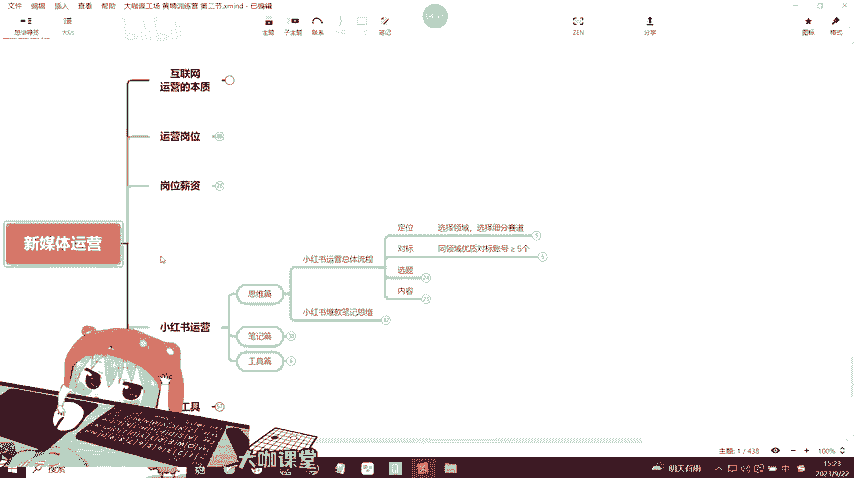 文件 编辑 插入 查看 帮助 大咖课工场 黄埔训练营 第二节.xmind - 已编辑
思维导图 大纲 主题 子主题 联系 笔记 ZEN 分享 图标 格式
互联网
运营的本质
运营岗位
岗位薪资
新媒体运营
定位 选择领域，选择细分赛道
对标 同领域优质对标账号 ≥ 5个
小红书运营总体流程
选题
内容
思维篇
小红书爆款笔记思维
小红书运营
笔记篇
工具篇
工具
大咖课堂
主题: 1 / 438 100%
搜索 明天有雨 中 15:23
2023/9/22